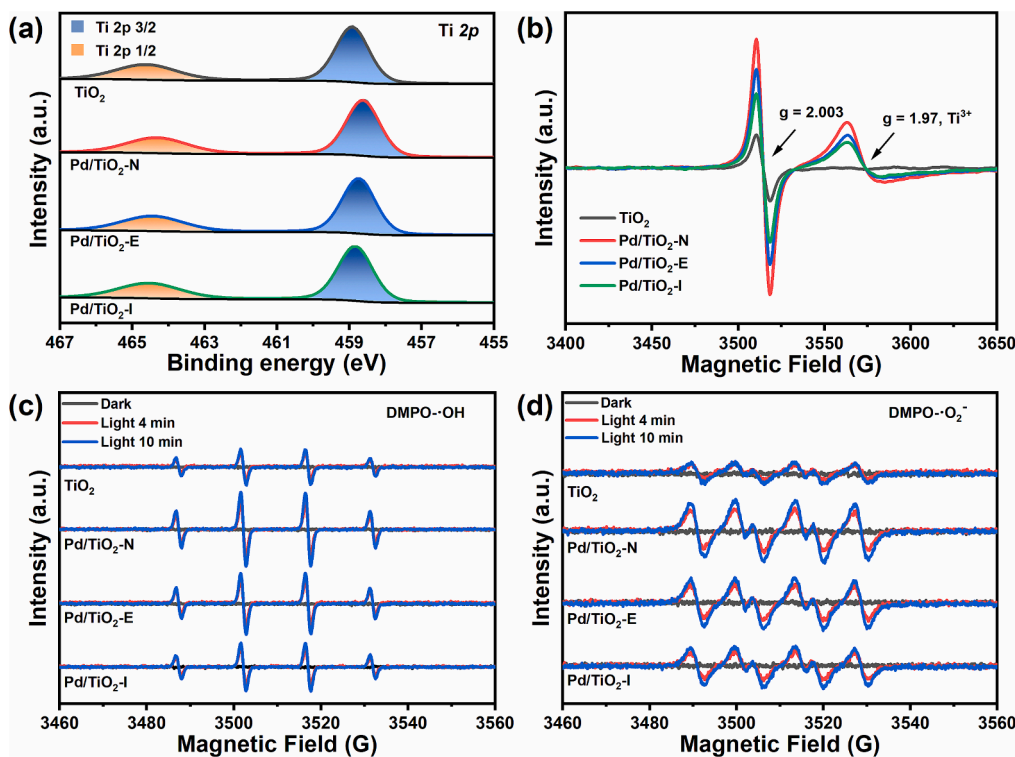 (a)
Ti 2p 3/2
Ti 2p 1/2
Ti 2p
TiO₂
Pd/TiO₂-N
Pd/TiO₂-E
Pd/TiO₂-I
Intensity (a.u.)
467 465 463 461 459 457 455
Binding energy (eV)
(b)
g = 2.003
g = 1.97, Ti³⁺
TiO₂
Pd/TiO₂-N
Pd/TiO₂-E
Pd/TiO₂-I
Intensity (a.u.)
3400 3450 3500 3550 3600 3650
Magnetic Field (G)
(c)
Dark
Light 4 min
Light 10 min
DMPO-·OH
TiO₂
Pd/TiO₂-N
Pd/TiO₂-E
Pd/TiO₂-I
Intensity (a.u.)
3460 3480 3500 3520 3540 3560
Magnetic Field (G)
(d)
Dark
Light 4 min
Light 10 min
DMPO-·O₂⁻
TiO₂
Pd/TiO₂-N
Pd/TiO₂-E
Pd/TiO₂-I
Intensity (a.u.)
3460 3480 3500 3520 3540 3560
Magnetic Field (G)